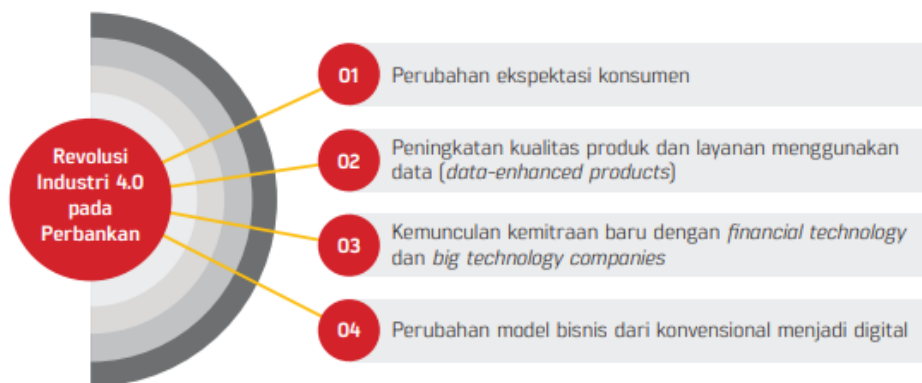 Revolusi
Industri 4.0
pada
Perbankan
01
Perubahan ekspektasi konsumen
02
Peningkatan kualitas produk dan layanan menggunakan
data (data-enhanced products)
03
Kemunculan kemitraan baru dengan financial technology
dan big technology companies
04
Perubahan model bisnis dari konvensional menjadi digital